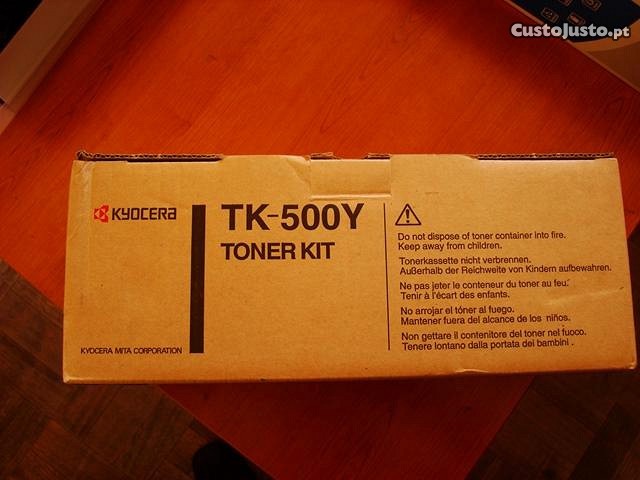 CustoJusto.pt
KYOCERA
TK-500Y
TONER KIT
KYOCERA MITA CORPORATION
Do not dispose of toner container into fire.
Keep away from children.
Tonerkassette nicht verbrennen.
Außerhalb der Reichweite von Kindern aufbewahren.
Ne pas jeter le conteneur du toner au feu.
Tenir à l'écart des enfants.
No arrojar el tóner al fuego.
Mantener fuera del alcance de los niños.
Non gettare il contenitore del toner nel fuoco.
Tenere lontano dalla portata dei bambini.